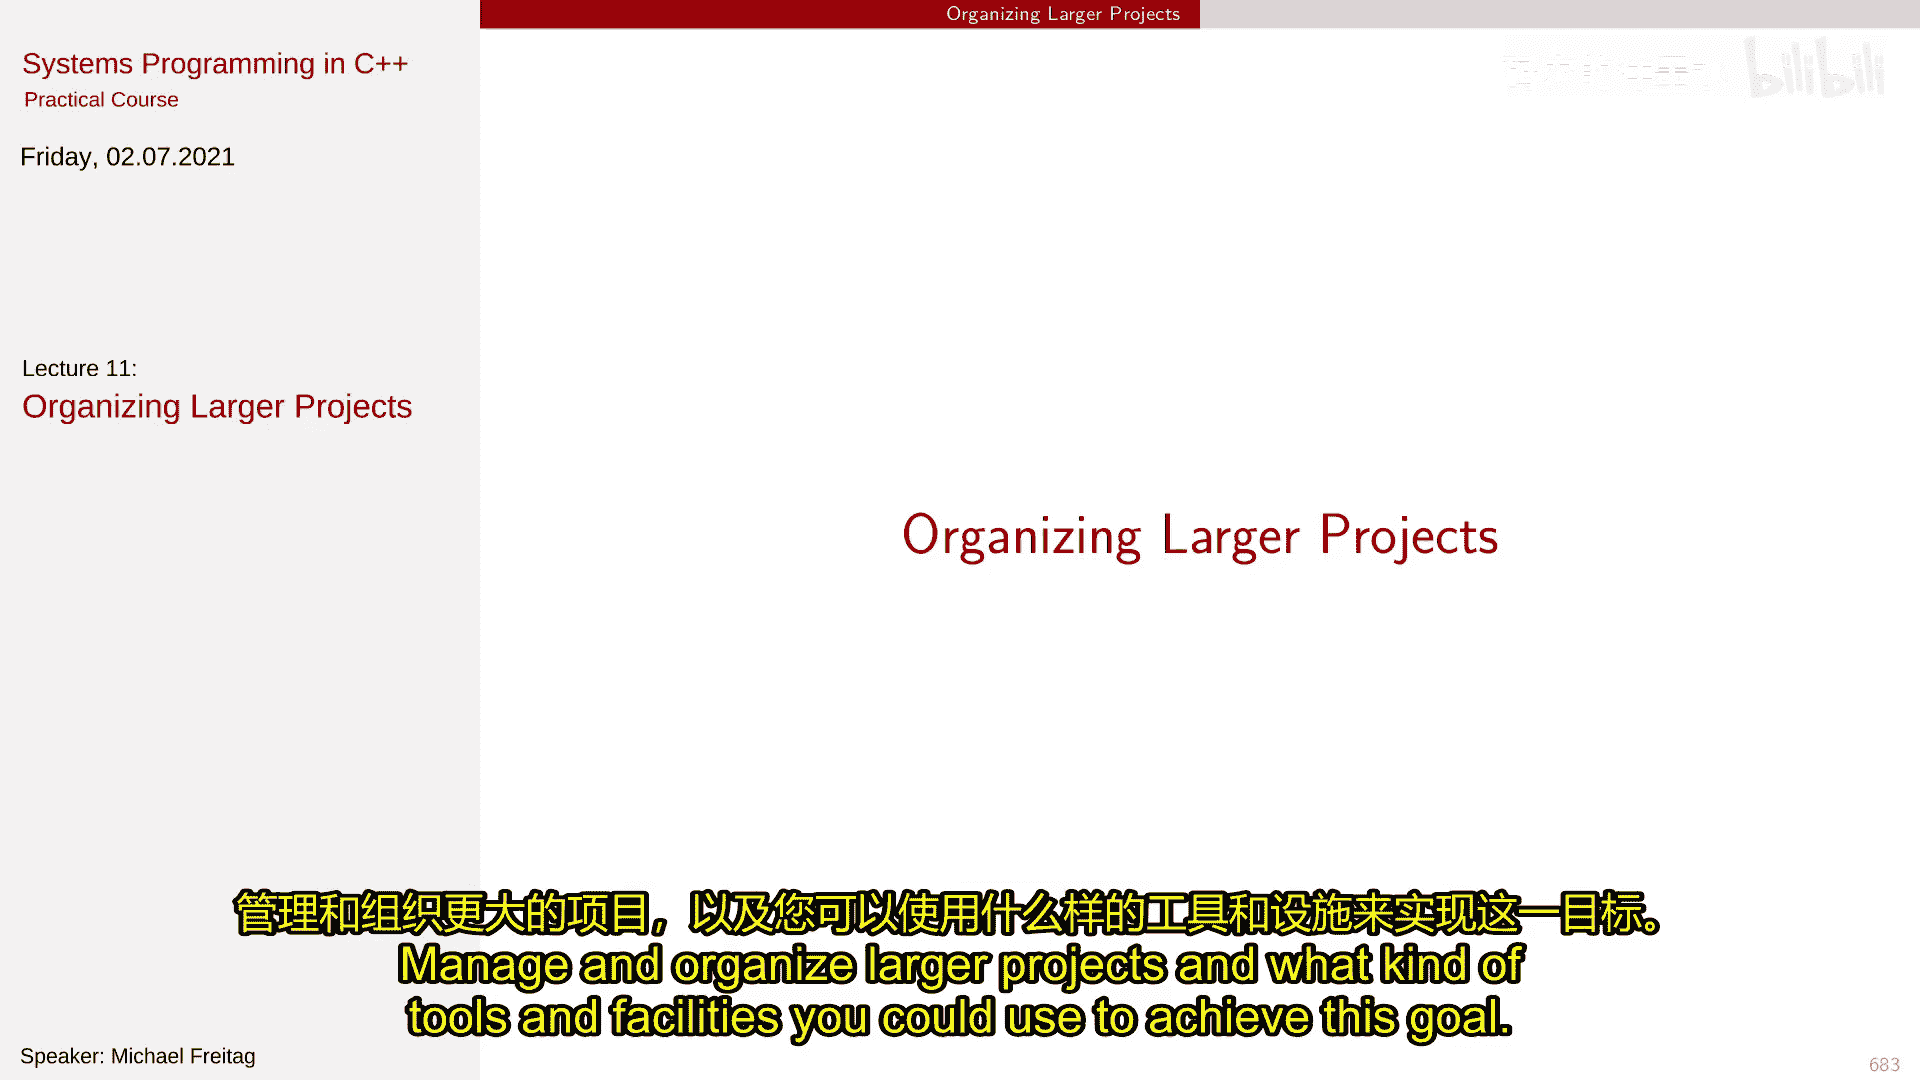 Organizing Larger Projects
Systems Programming in C++
Practical Course
Friday, 02.07.2021
Lecture 11:
Organizing Larger Projects
Organizing Larger Projects
管理和组织更大的项目，以及您可以使用什么样的工具和设施来实现这一目标。
Manage and organize larger projects and what kind of
tools and facilities you could use to achieve this goal.
Speaker: Michael Freitag
683
bilibili